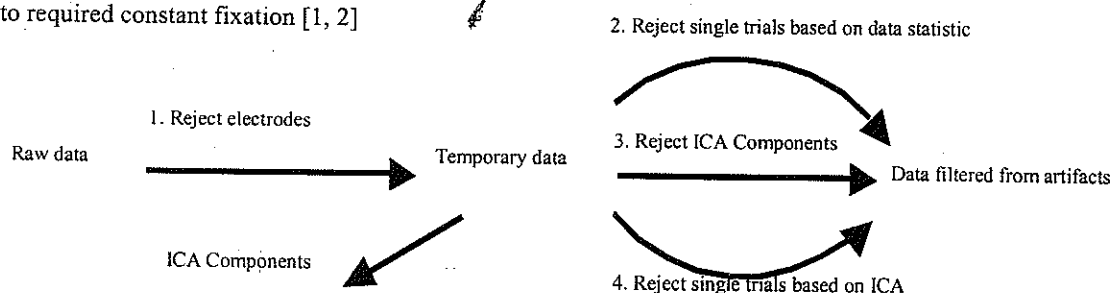 to required constant fixation [1, 2]
2. Reject single trials based on data statistic
1. Reject electrodes
3. Reject ICA Components
Raw data
Temporary data
Data filtered from artifacts
ICA Components
4. Reject single trials based on ICA